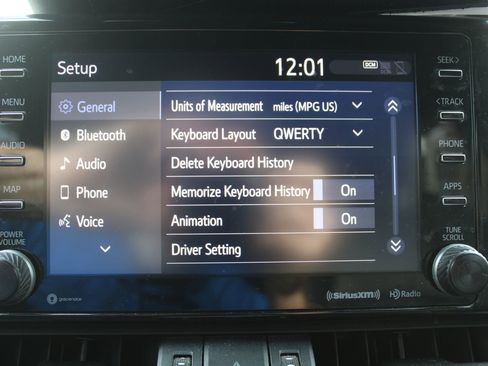 HOME
MENU
AUDIO
MAP
POWER
VOLUME
Setup
12:01
DCM
General
Bluetooth
Audio
Phone
Voice
Units of Measurement miles (MPG US)
Keyboard Layout QWERTY
Delete Keyboard History
Memorize Keyboard History On
Animation On
Driver Setting
SEEK>
<TRACK
PHONE
APPS
TUNE
SCROLL
gracenote
SiriusXM
HD Radio